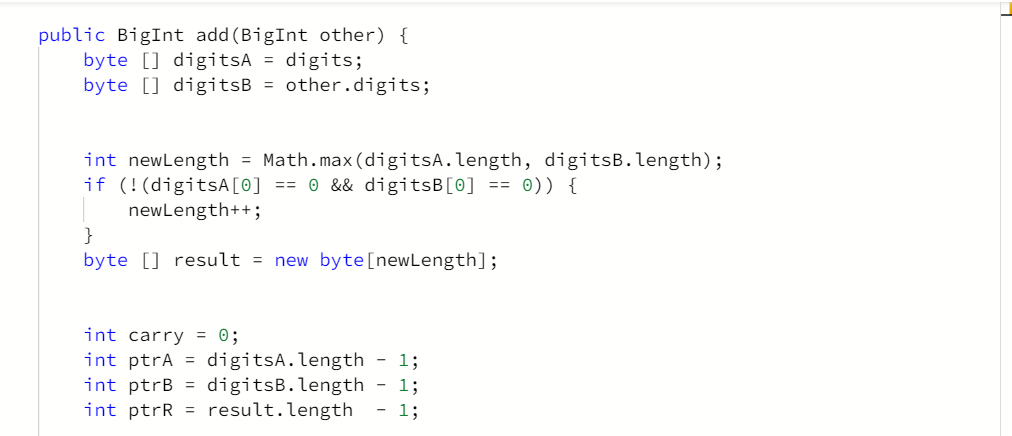 public BigInt add(BigInt other) {
    byte [] digitsA = digits;
    byte [] digitsB = other.digits;
    int newLength = Math.max(digitsA.length, digitsB.length);
    if (!(digitsA[0] == 0 && digitsB[0] == 0)) {
        newLength++;
    }
    byte [] result = new byte[newLength];
    int carry = 0;
    int ptrA = digitsA.length - 1;
    int ptrB = digitsB.length - 1;
    int ptrR = result.length  - 1;